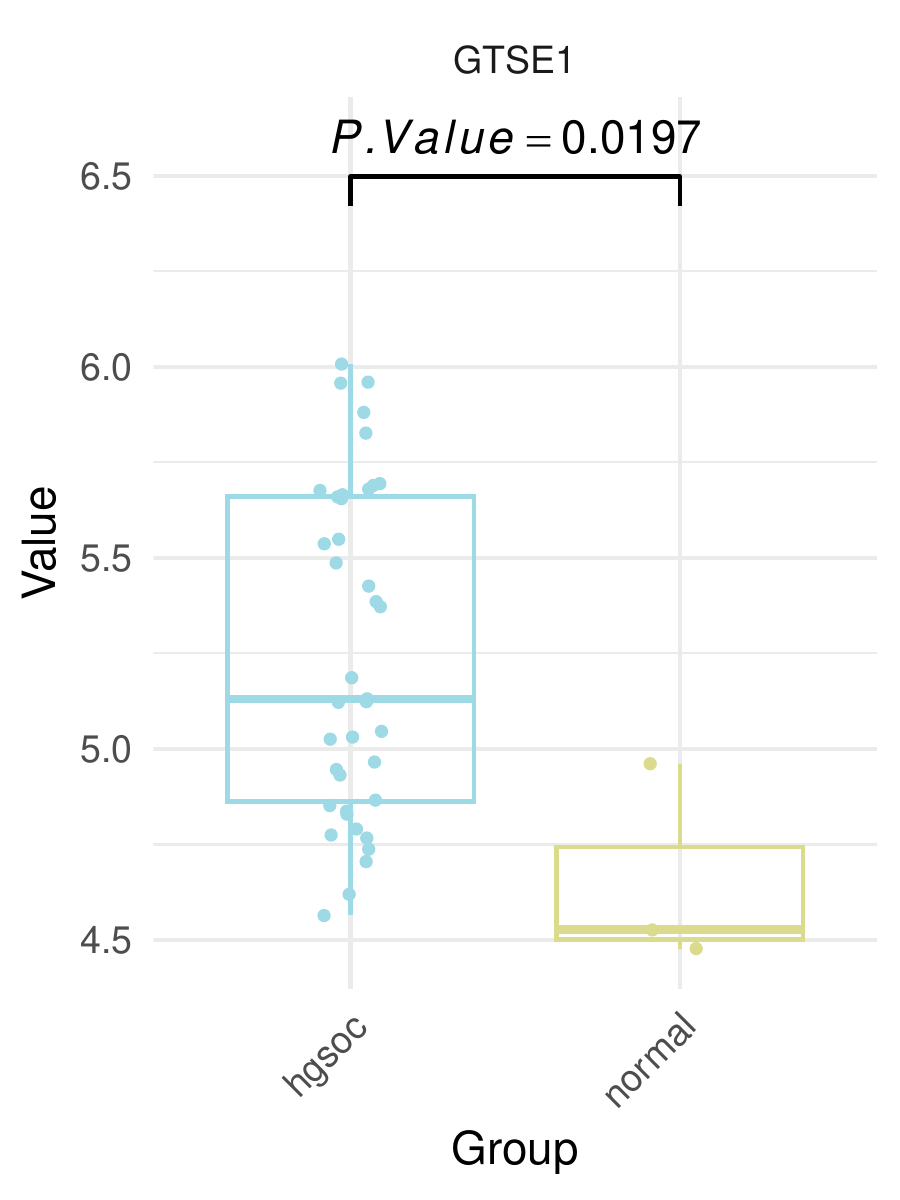 GTSE1
P.Value = 0.0197
6.5
6.0
5.5
5.0
4.5
Value
hgsoc
normal
Group